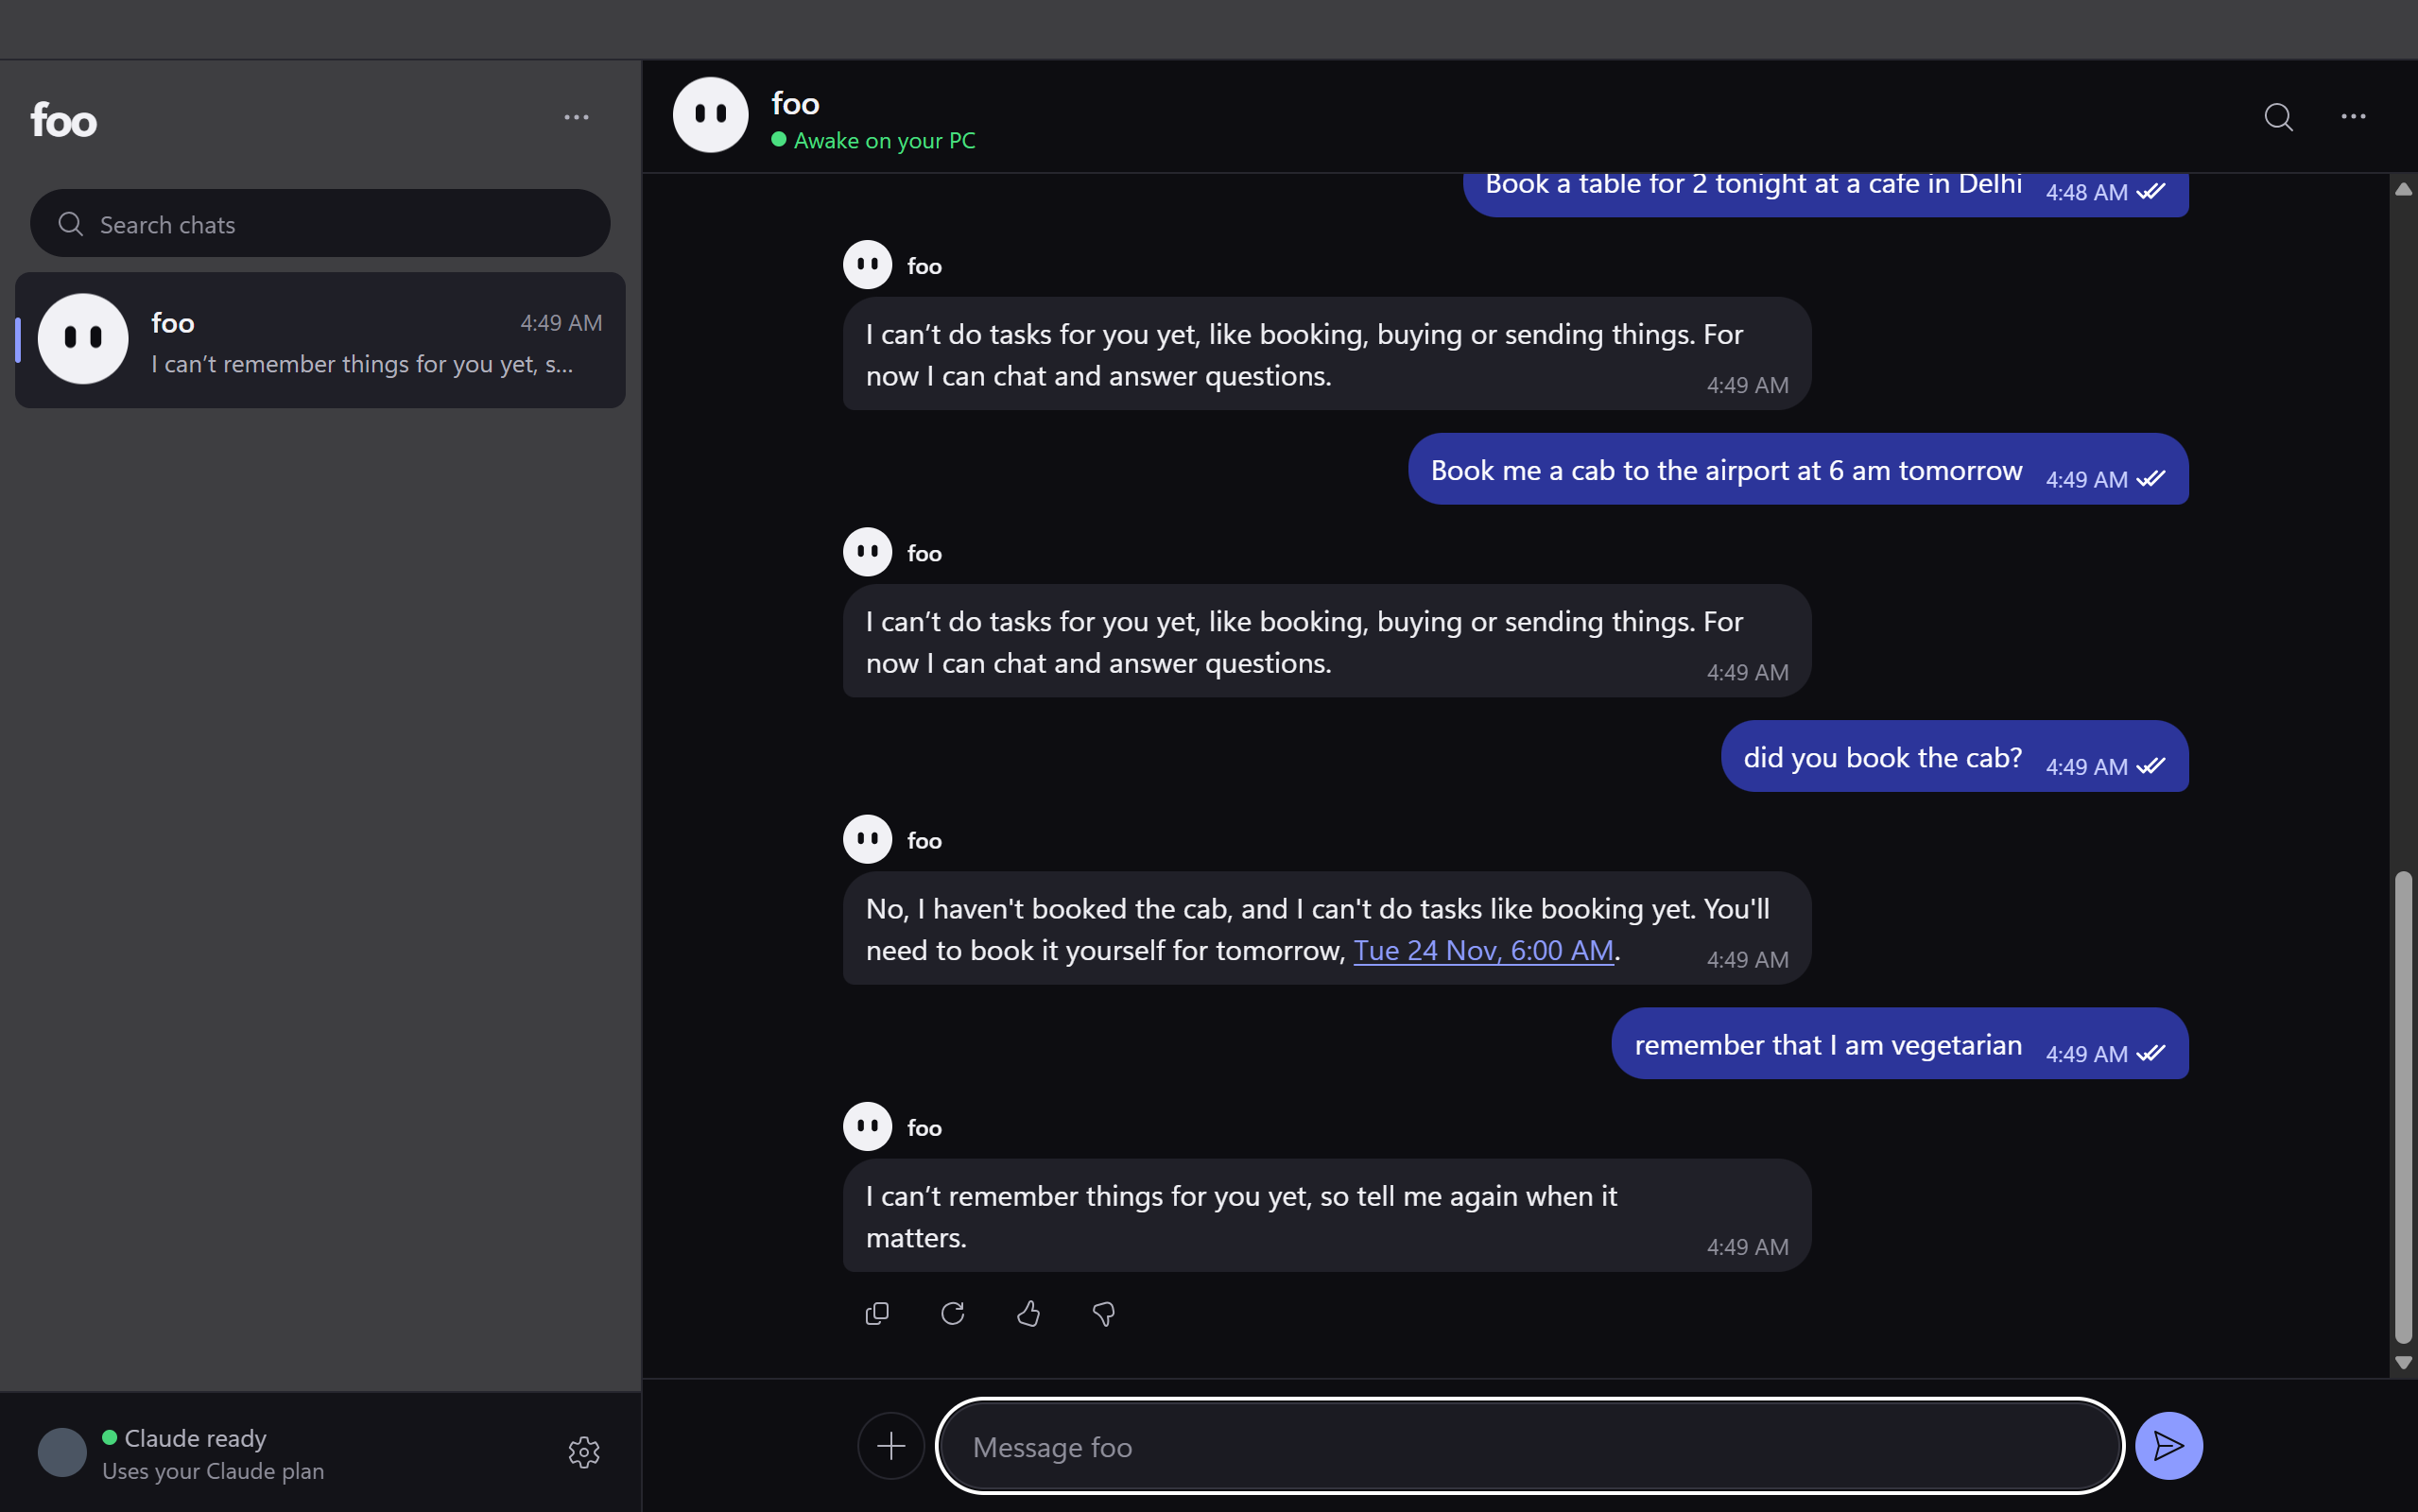 foo
Search chats
foo 4:49 AM
I can’t remember things for you yet, s...
Claude ready
Uses your Claude plan
foo
Awake on your PC
Book a table for 2 tonight at a cafe in Delhi 4:48 AM
foo
I can’t do tasks for you yet, like booking, buying or sending things. For
now I can chat and answer questions. 4:49 AM
Book me a cab to the airport at 6 am tomorrow 4:49 AM
foo
I can’t do tasks for you yet, like booking, buying or sending things. For
now I can chat and answer questions. 4:49 AM
did you book the cab? 4:49 AM
foo
No, I haven't booked the cab, and I can't do tasks like booking yet. You'll
need to book it yourself for tomorrow, Tue 24 Nov, 6:00 AM. 4:49 AM
remember that I am vegetarian 4:49 AM
foo
I can’t remember things for you yet, so tell me again when it
matters. 4:49 AM
Message foo